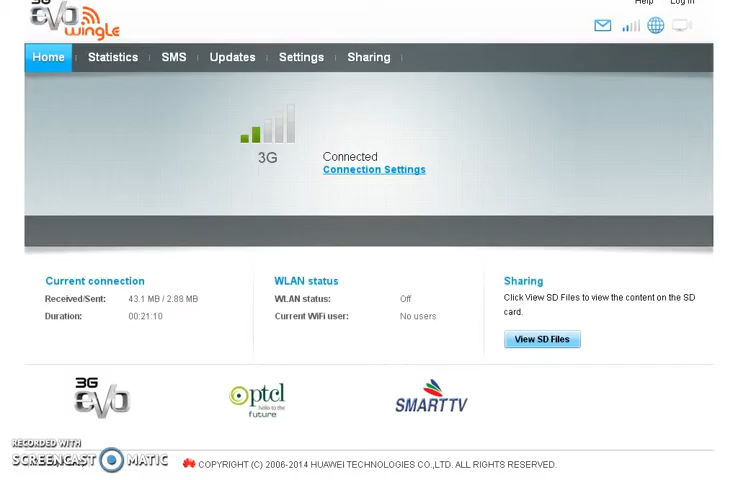 3G
evo wingle
Help Log In
Home Statistics SMS Updates Settings Sharing
3G
Connected
Connection Settings
Current connection
Received/Sent: 43.1 MB / 2.88 MB
Duration: 00:21:10
WLAN status
WLAN status: Off
Current WiFi user: No users
Sharing
Click View SD Files to view the content on the SD
card.
View SD Files
3G
evo
ptcl
hello to the
future
SMART TV
RECORDED WITH
SCREENCAST MATIC
COPYRIGHT (C) 2006-2014 HUAWEI TECHNOLOGIES CO.,LTD. ALL RIGHTS RESERVED.